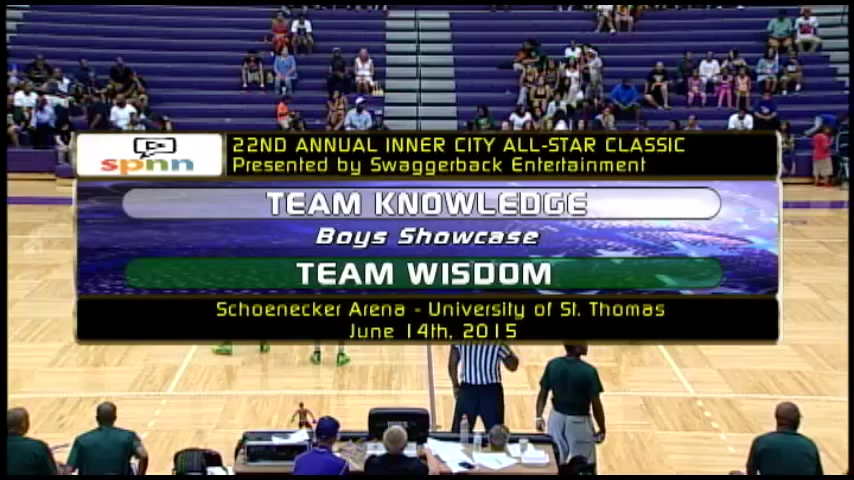 spnn
22ND ANNUAL INNER CITY ALL-STAR CLASSIC
Presented by Swaggerback Entertainment
TEAM KNOWLEDGE
Boys Showcase
TEAM WISDOM
Schoenecker Arena - University of St. Thomas
June 14th, 2015